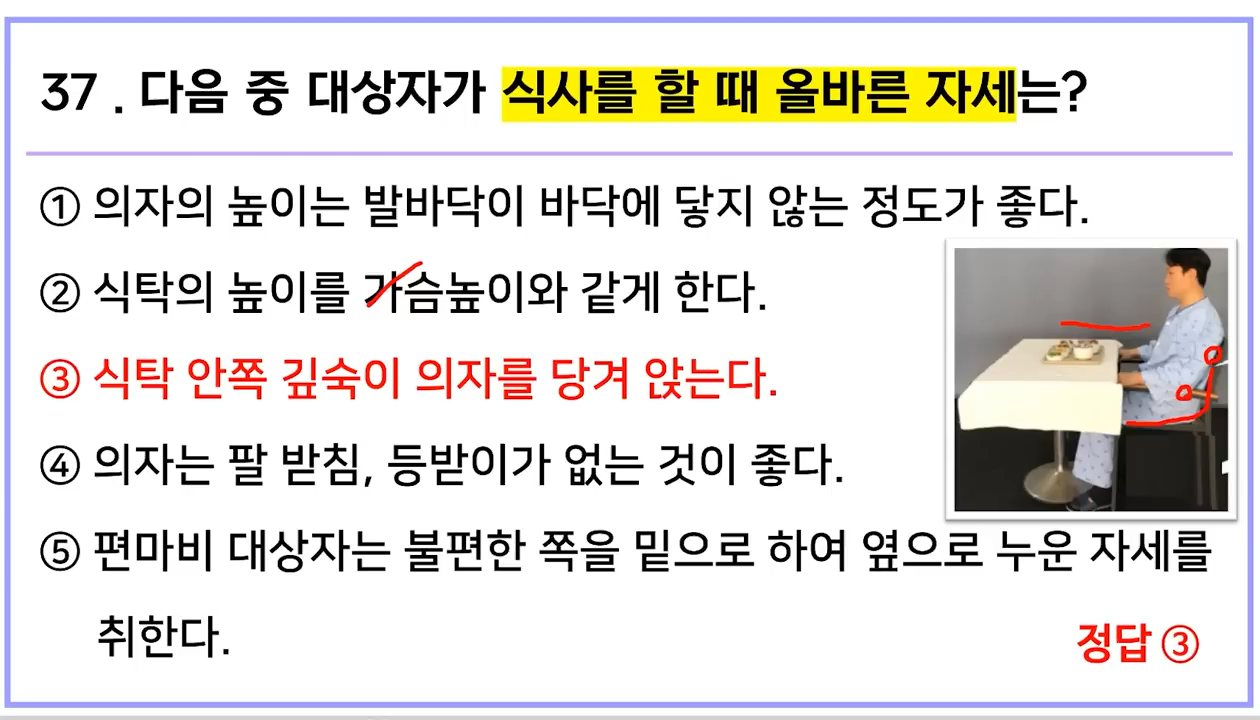 37 . 다음 중 대상자가 식사를 할 때 올바른 자세는?
① 의자의 높이는 발바닥이 바닥에 닿지 않는 정도가 좋다.
② 식탁의 높이를 가슴높이와 같게 한다.
③ 식탁 안쪽 깊숙이 의자를 당겨 앉는다.
④ 의자는 팔 받침, 등받이가 없는 것이 좋다.
⑤ 편마비 대상자는 불편한 쪽을 밑으로 하여 옆으로 누운 자세를
취한다.
정답 ③